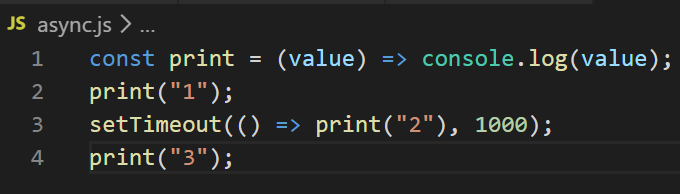 JS async.js > ...
1 const print = (value) => console.log(value);
2 print("1");
3 setTimeout(() => print("2"), 1000);
4 print("3");